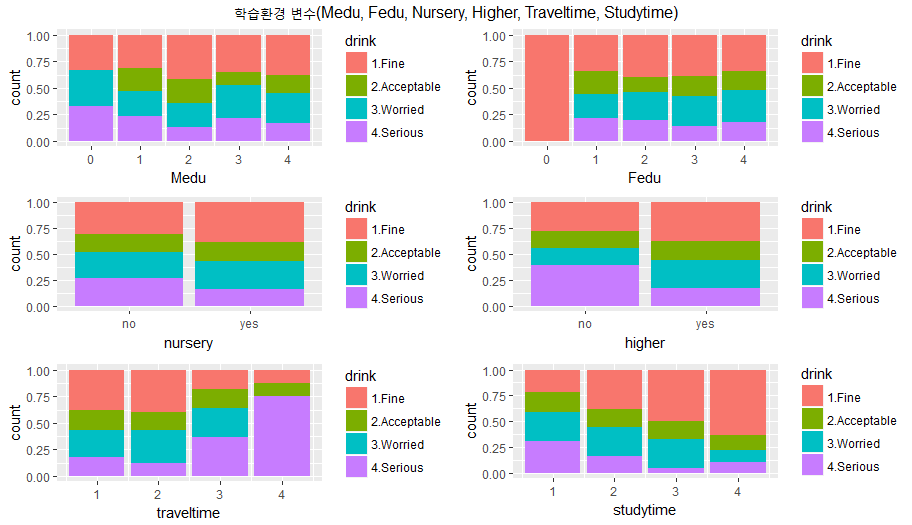 학습환경 변수(Medu, Fedu, Nursery, Higher, Traveltime, Studytime)
1.00
0.75
0.50
0.25
0.00
count
0 1 2 3 4
Medu
drink
1.Fine
2.Acceptable
3.Worried
4.Serious
1.00
0.75
0.50
0.25
0.00
count
0 1 2 3 4
Fedu
drink
1.Fine
2.Acceptable
3.Worried
4.Serious
1.00
0.75
0.50
0.25
0.00
count
no yes
nursery
drink
1.Fine
2.Acceptable
3.Worried
4.Serious
1.00
0.75
0.50
0.25
0.00
count
no yes
higher
drink
1.Fine
2.Acceptable
3.Worried
4.Serious
1.00
0.75
0.50
0.25
0.00
count
1 2 3 4
traveltime
drink
1.Fine
2.Acceptable
3.Worried
4.Serious
1.00
0.75
0.50
0.25
0.00
count
1 2 3 4
studytime
drink
1.Fine
2.Acceptable
3.Worried
4.Serious